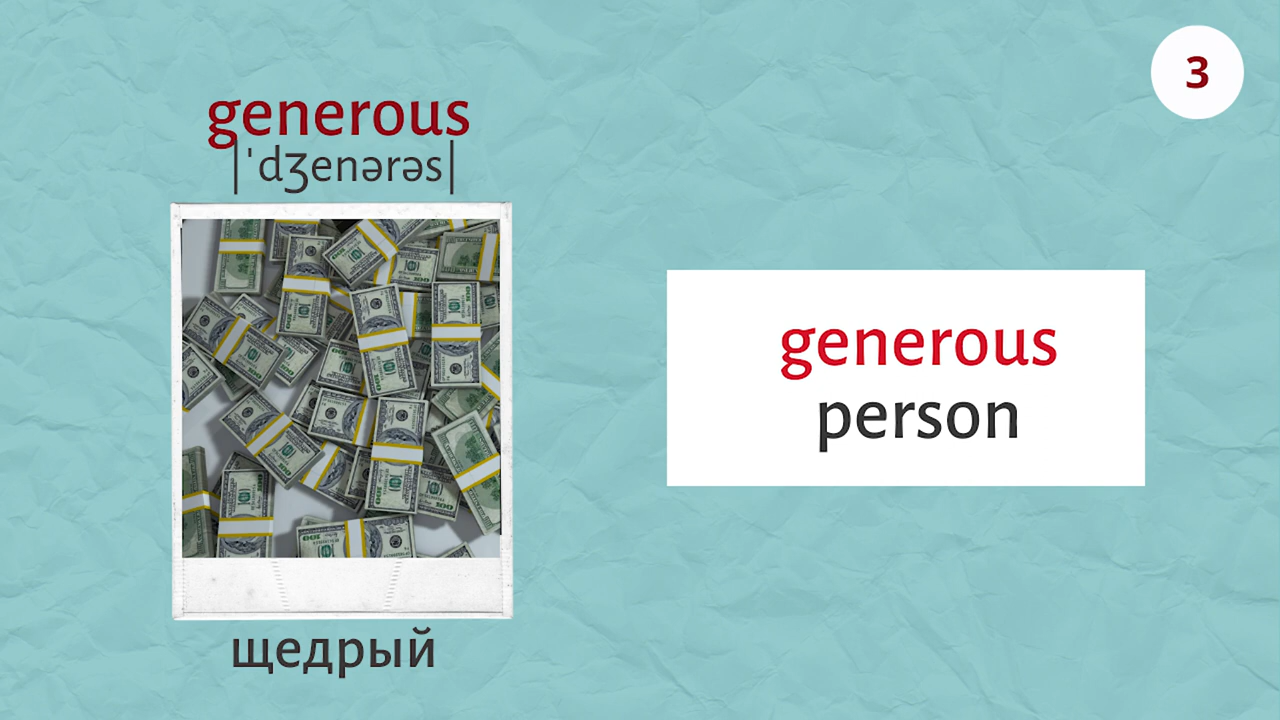 generous
|ˈdʒenərəs|
щедрый
generous
person
3